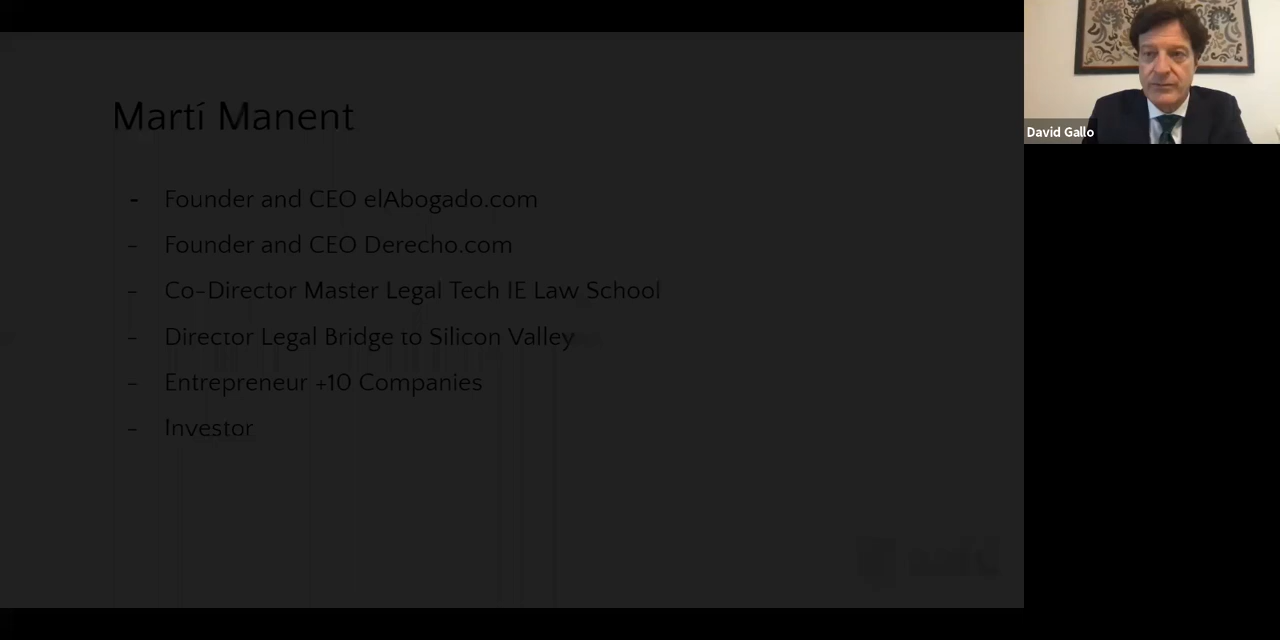 Martí Manent
- Founder and CEO elAbogado.com
- Founder and CEO Derecho.com
- Co-Director Master Legal Tech IE Law School
- Director Legal Bridge to Silicon Valley
- Entrepreneur +10 Companies
- Investor
David Gallo